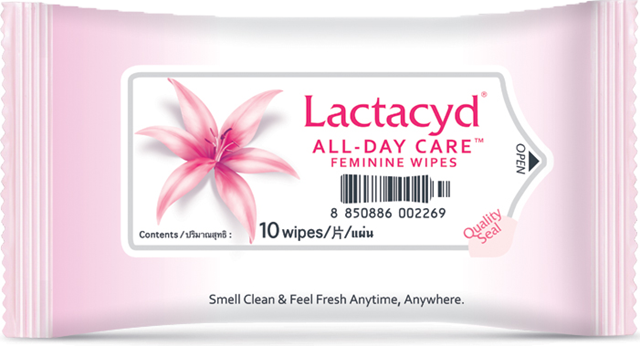 Lactacyd®
ALL-DAY CARE™
FEMININE WIPES
OPEN
8 850886 002269
Contents / ปริมาณสุทธิ : 10 wipes/片/แผ่น
Quality
Seal
Smell Clean & Feel Fresh Anytime, Anywhere.